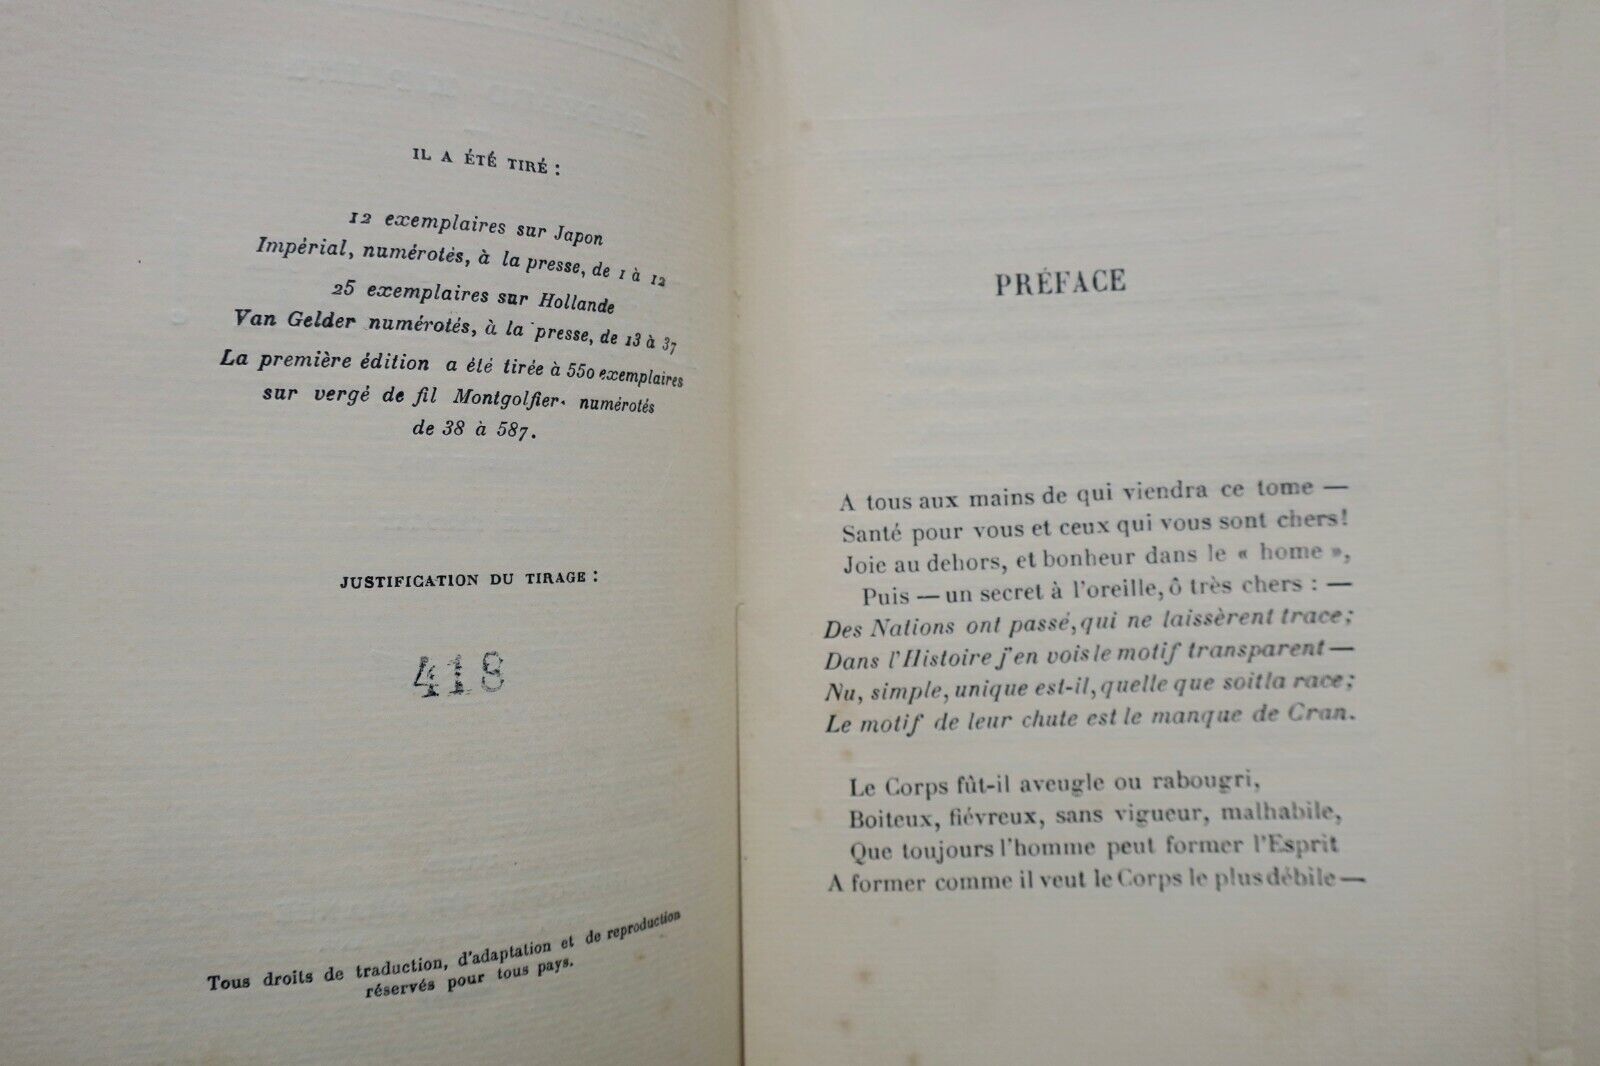 IL A ÉTÉ TIRÉ :
12 exemplaires sur Japon
Impérial, numérotés, à la presse, de 1 à 12
25 exemplaires sur Hollande
Van Gelder numérotés, à la presse, de 13 à 37
La première édition a été tirée à 550 exemplaires
sur vergé de fil Montgolfier, numérotés
de 38 à 587.
JUSTIFICATION DU TIRAGE :
418
Tous droits de traduction, d'adaptation et de reproduction
réservés pour tous pays.
PRÉFACE
A tous aux mains de qui viendra ce tome —
Santé pour vous et ceux qui vous sont chers!
Joie au dehors, et bonheur dans le « home »,
Puis — un secret à l'oreille, ô très chers : —
Des Nations ont passé, qui ne laissèrent trace;
Dans l'Histoire j'en vois le motif transparent —
Nu, simple, unique est-il, quelle que soit la race;
Le motif de leur chute est le manque de Cran.
Le Corps fût-il aveugle ou rabougri,
Boiteux, fiévreux, sans vigueur, malhabile,
Que toujours l'homme peut former l'Esprit
A former comme il veut le Corps le plus débile —